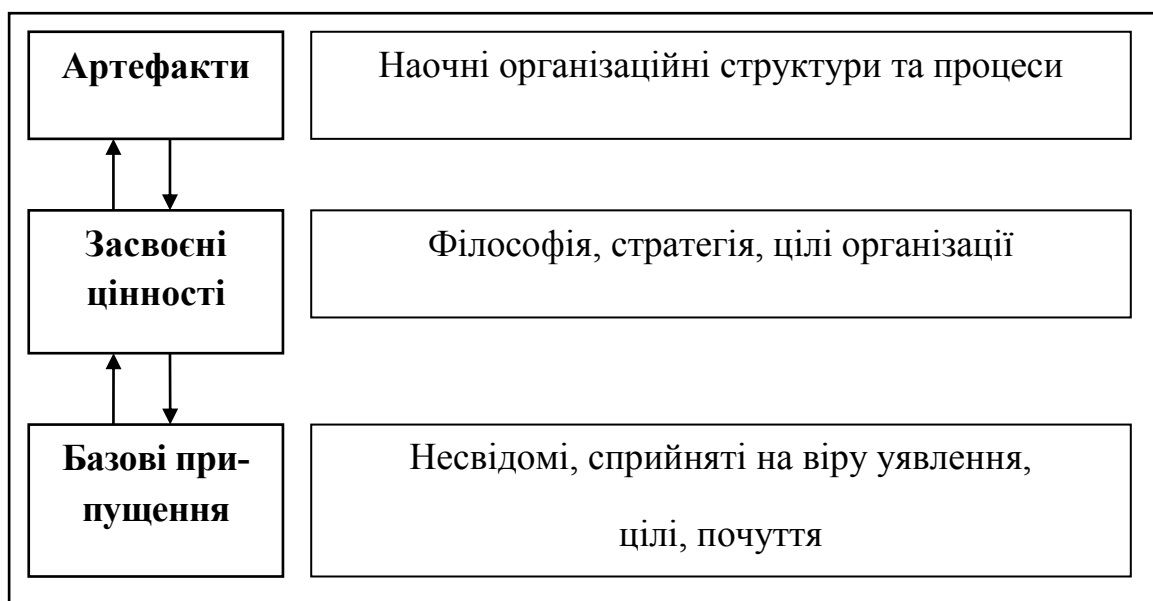 Артефакти
Наочні організаційні структури та процеси
Засвоєні
цінності
Філософія, стратегія, цілі організації
Базові при-
пущення
Несвідомі, сприйняті на віру уявлення,
цілі, почуття